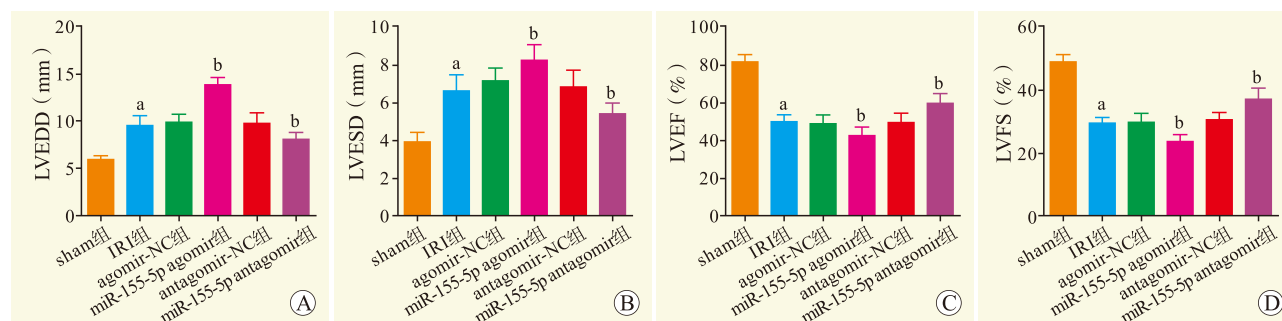 LVEDD(mm)
20
15
10
5
0
a
b
b
sham组
IRI组
agomir-NC组
miR-155-5p agomir组
antagomir-NC组
miR-155-5p antagomir组
A
LVESD(mm)
10
8
6
4
2
0
a
b
b
sham组
IRI组
agomir-NC组
miR-155-5p agomir组
antagomir-NC组
miR-155-5p antagomir组
B
LVEF(%)
100
80
60
40
20
0
a
b
b
sham组
IRI组
agomir-NC组
miR-155-5p agomir组
antagomir-NC组
miR-155-5p antagomir组
C
LVFS(%)
60
40
20
0
a
b
b
sham组
IRI组
agomir-NC组
miR-155-5p agomir组
antagomir-NC组
miR-155-5p antagomir组
D